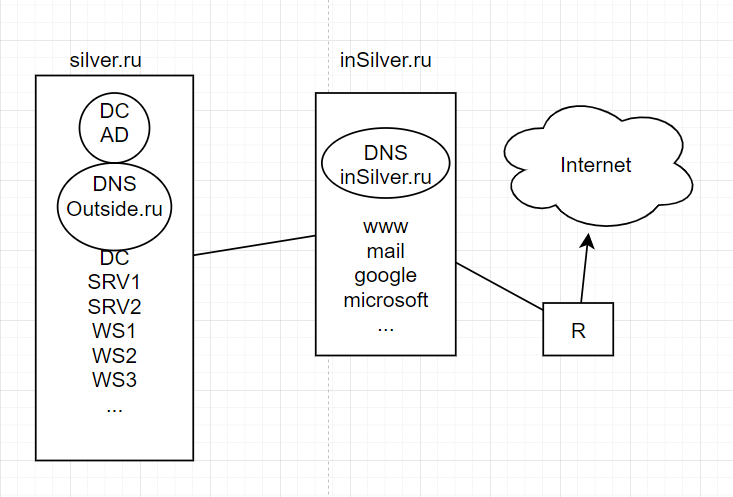 silver.ru
DC
AD
DNS
Outside.ru
DC
SRV1
SRV2
WS1
WS2
WS3
...
inSilver.ru
DNS
inSilver.ru
www
mail
google
microsoft
...
Internet
R